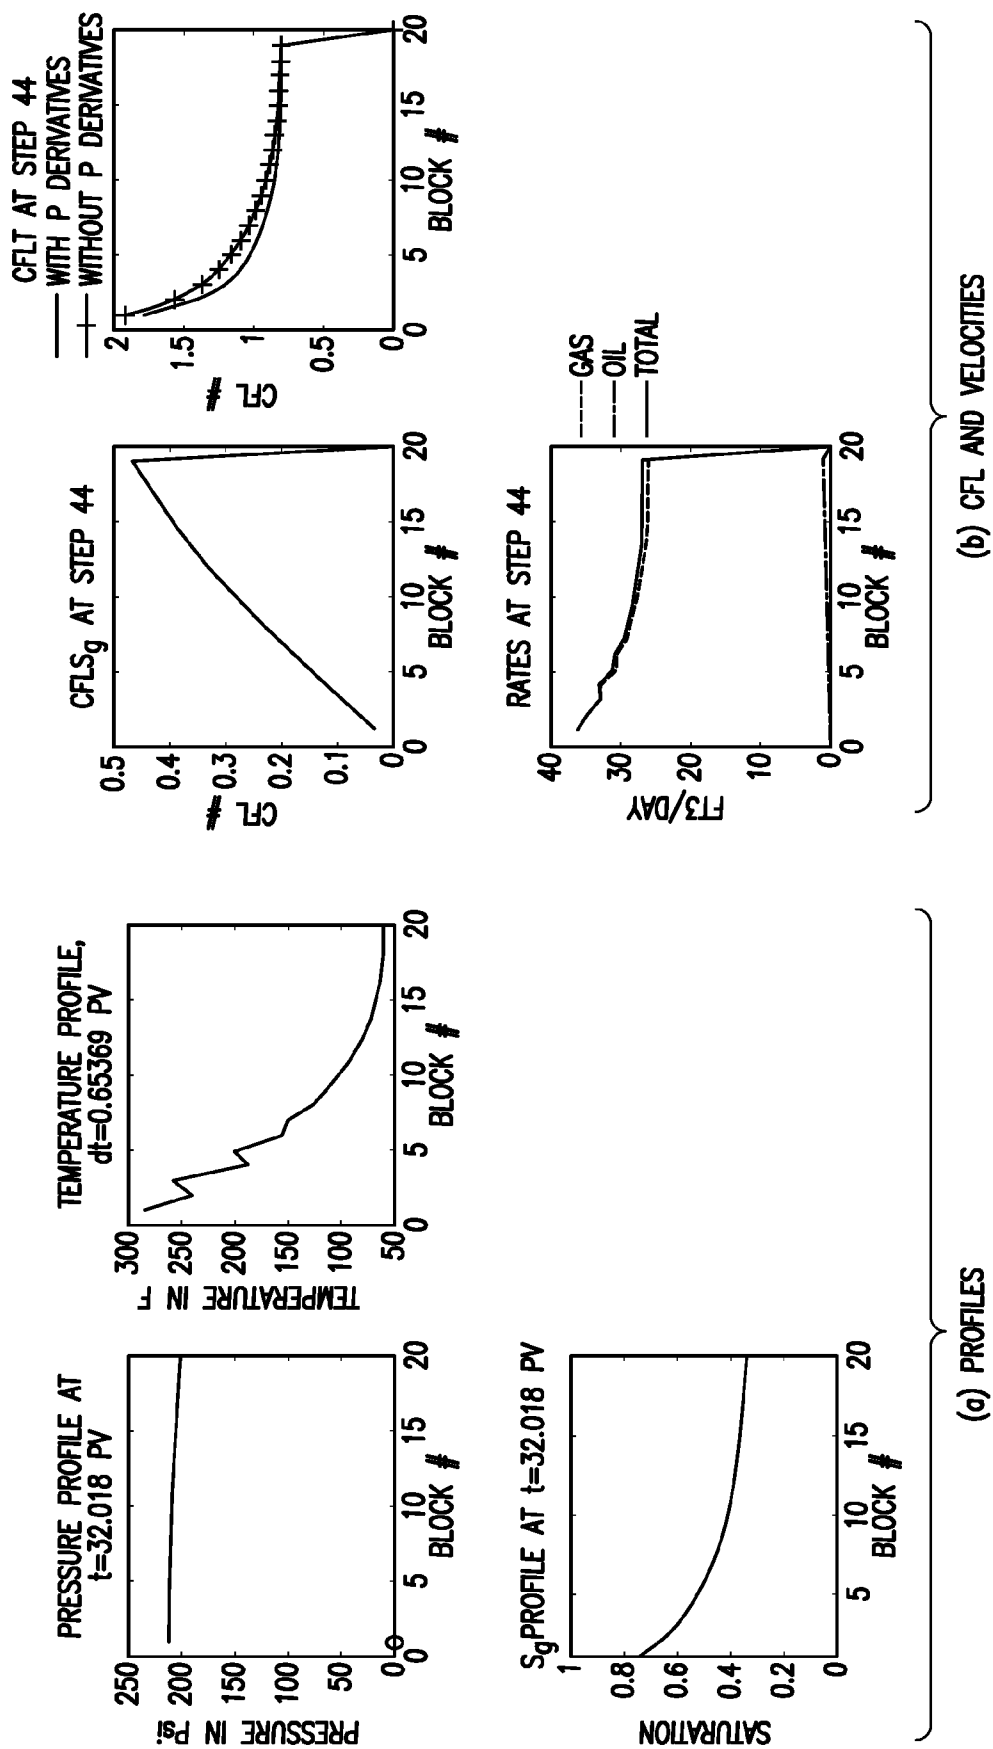 PRESSURE PROFILE AT
t=32.018 PV
250
200
150
100
50
0
PRESSURE IN Psi
0
5
10
15
20
BLOCK #
TEMPERATURE PROFILE,
dt=0.65369 PV
300
250
200
150
100
50
TEMPERATURE IN F
0
5
10
15
20
BLOCK #
SgPROFILE AT t=32.018 PV
1
0.8
0.6
0.4
0.2
0
SATURATION
5
10
15
20
BLOCK #
(a) PROFILES
CFLSg AT STEP 44
0.5
0.4
0.3
0.2
0.1
0
CFL #
0
5
10
15
20
BLOCK #
CFLT AT STEP 44
WITH P DERIVATIVES
WITHOUT P DERIVATIVES
2
1.5
1
0.5
0
CFL #
0
5
10
15
20
BLOCK #
RATES AT STEP 44
40
30
20
10
0
FT3/DAY
0
5
10
15
20
BLOCK #
GAS
OIL
TOTAL
(b) CFL AND VELOCITIES